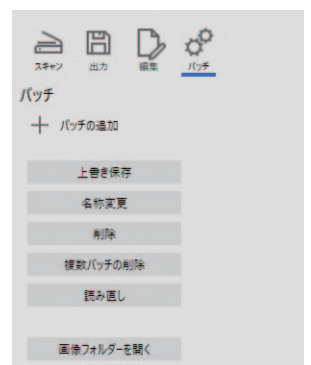 スキャン 出力 編集 バッチ
バッチ
バッチの追加
上書き保存
名称変更
削除
複数バッチの削除
読み直し
画像フォルダーを開く